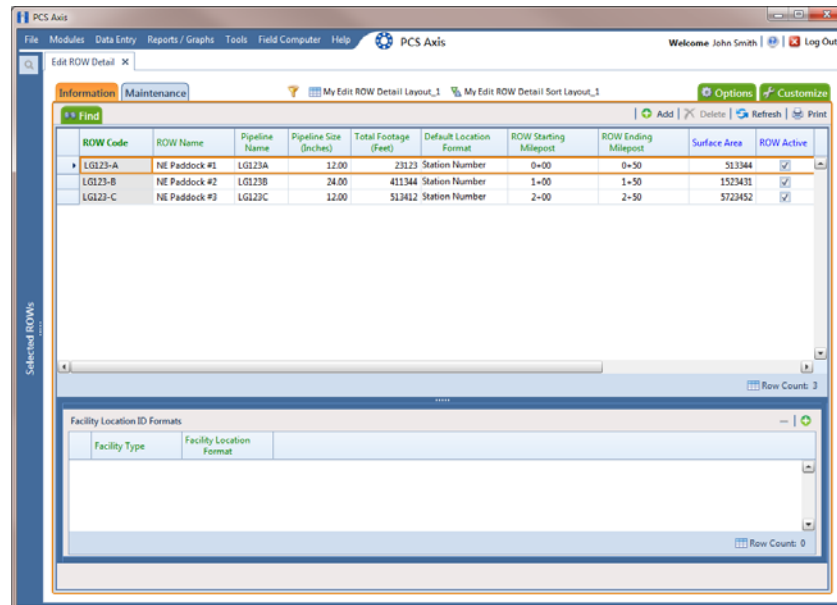 PCS Axis
File Modules Data Entry Reports / Graphs Tools Field Computer Help PCS Axis Welcome John Smith Log Out
Edit ROW Detail
Information Maintenance My Edit ROW Detail Layout_1 My Edit ROW Detail Sort Layout_1 Options Customize
Find Add Delete Refresh Print
ROW Code ROW Name Pipeline Name Pipeline Size (Inches) Total Footage (Feet) Default Location Format ROW Starting Milepost ROW Ending Milepost Surface Area ROW Active
LG123-A NE Paddock #1 LG123A 12.00 23123 Station Number 0+00 0+50 513344
LG123-B NE Paddock #2 LG123B 24.00 411344 Station Number 1+00 1+50 1523431
LG123-C NE Paddock #3 LG123C 12.00 513412 Station Number 2+00 2+50 5723452
Selected ROWs
Row Count: 3
Facility Location ID Formats
Facility Type Facility Location Format
Row Count: 0